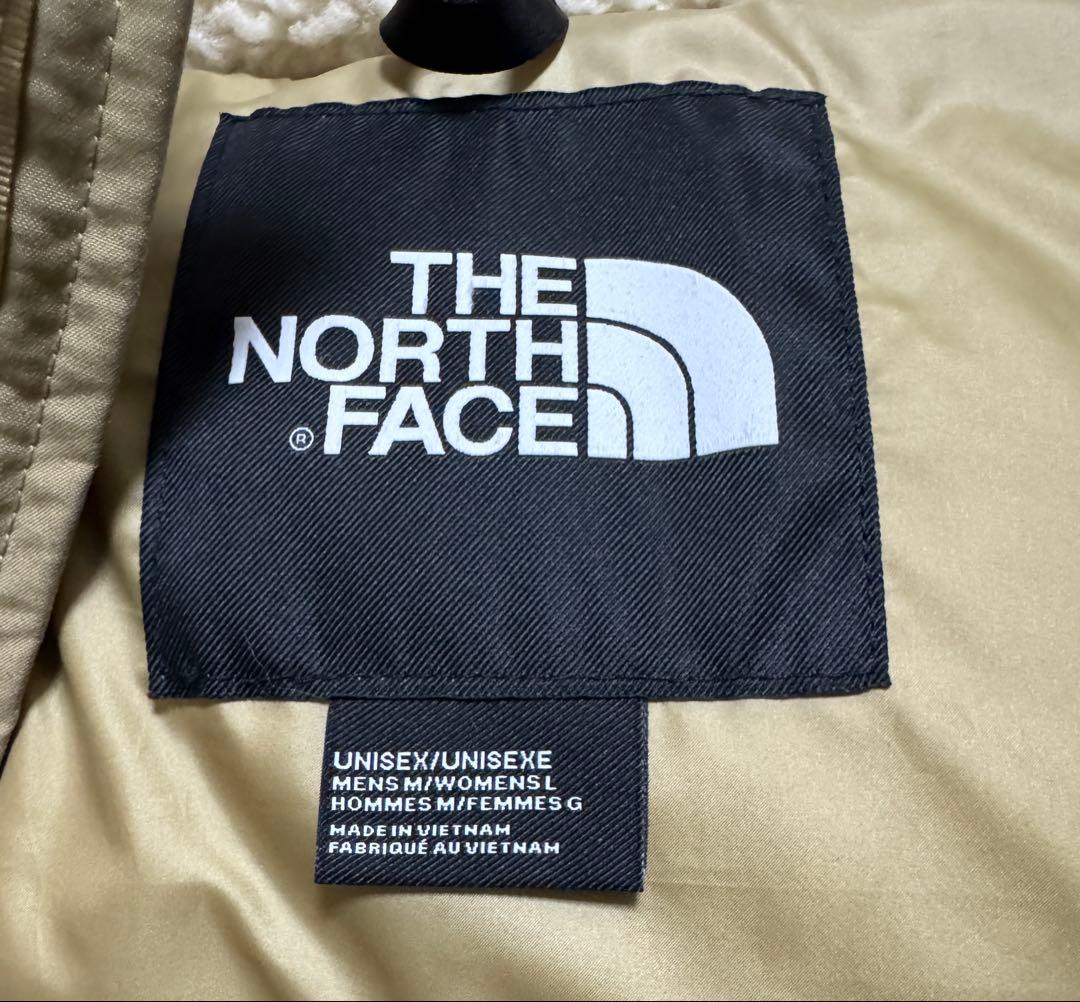 THE
NORTH
FACE
®
UNISEX/UNISEXE
MENS M/WOMENS L
HOMMES M/FEMMES G
MADE IN VIETNAM
FABRIQUÉ AU VIETNAM